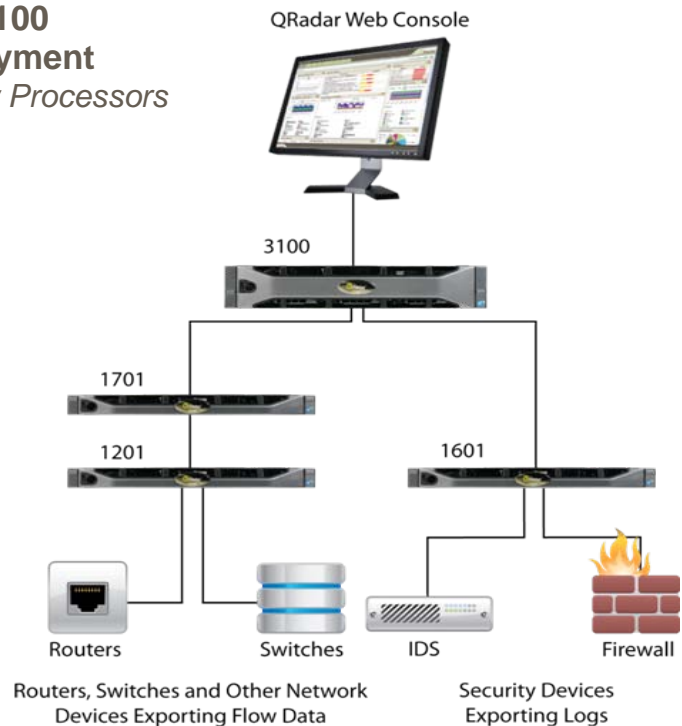 100
yment
Processors
QRadar Web Console
3100
1701
1201
1601
Routers
Switches
IDS
Firewall
Routers, Switches and Other Network
Devices Exporting Flow Data
Security Devices
Exporting Logs